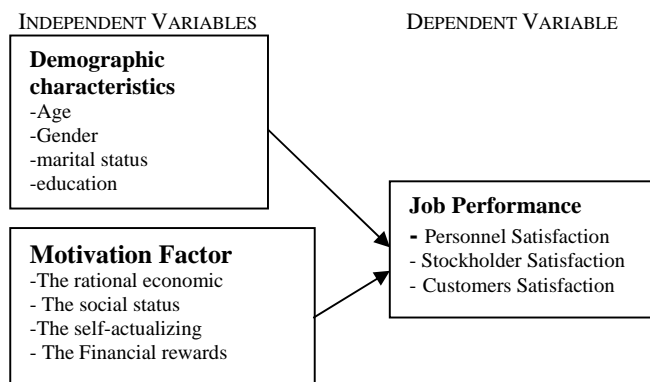 INDEPENDENT VARIABLES
DEPENDENT VARIABLE
Demographic
characteristics
-Age
-Gender
-marital status
-education
Motivation Factor
-The rational economic
- The social status
-The self-actualizing
- The Financial rewards
Job Performance
- Personnel Satisfaction
- Stockholder Satisfaction
- Customers Satisfaction